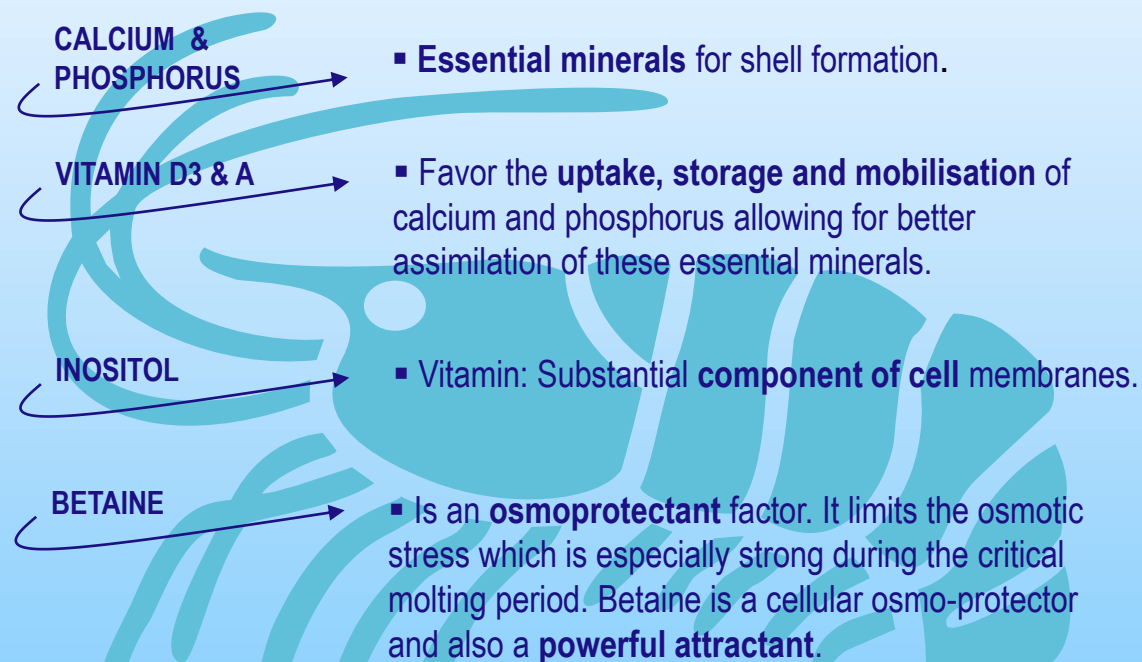 CALCIUM &
PHOSPHORUS
▪ Essential minerals for shell formation.
VITAMIN D3 & A
▪ Favor the uptake, storage and mobilisation of
calcium and phosphorus allowing for better
assimilation of these essential minerals.
INOSITOL
▪ Vitamin: Substantial component of cell membranes.
BETAINE
▪ Is an osmoprotectant factor. It limits the osmotic
stress which is especially strong during the critical
molting period. Betaine is a cellular osmo-protector
and also a powerful attractant.